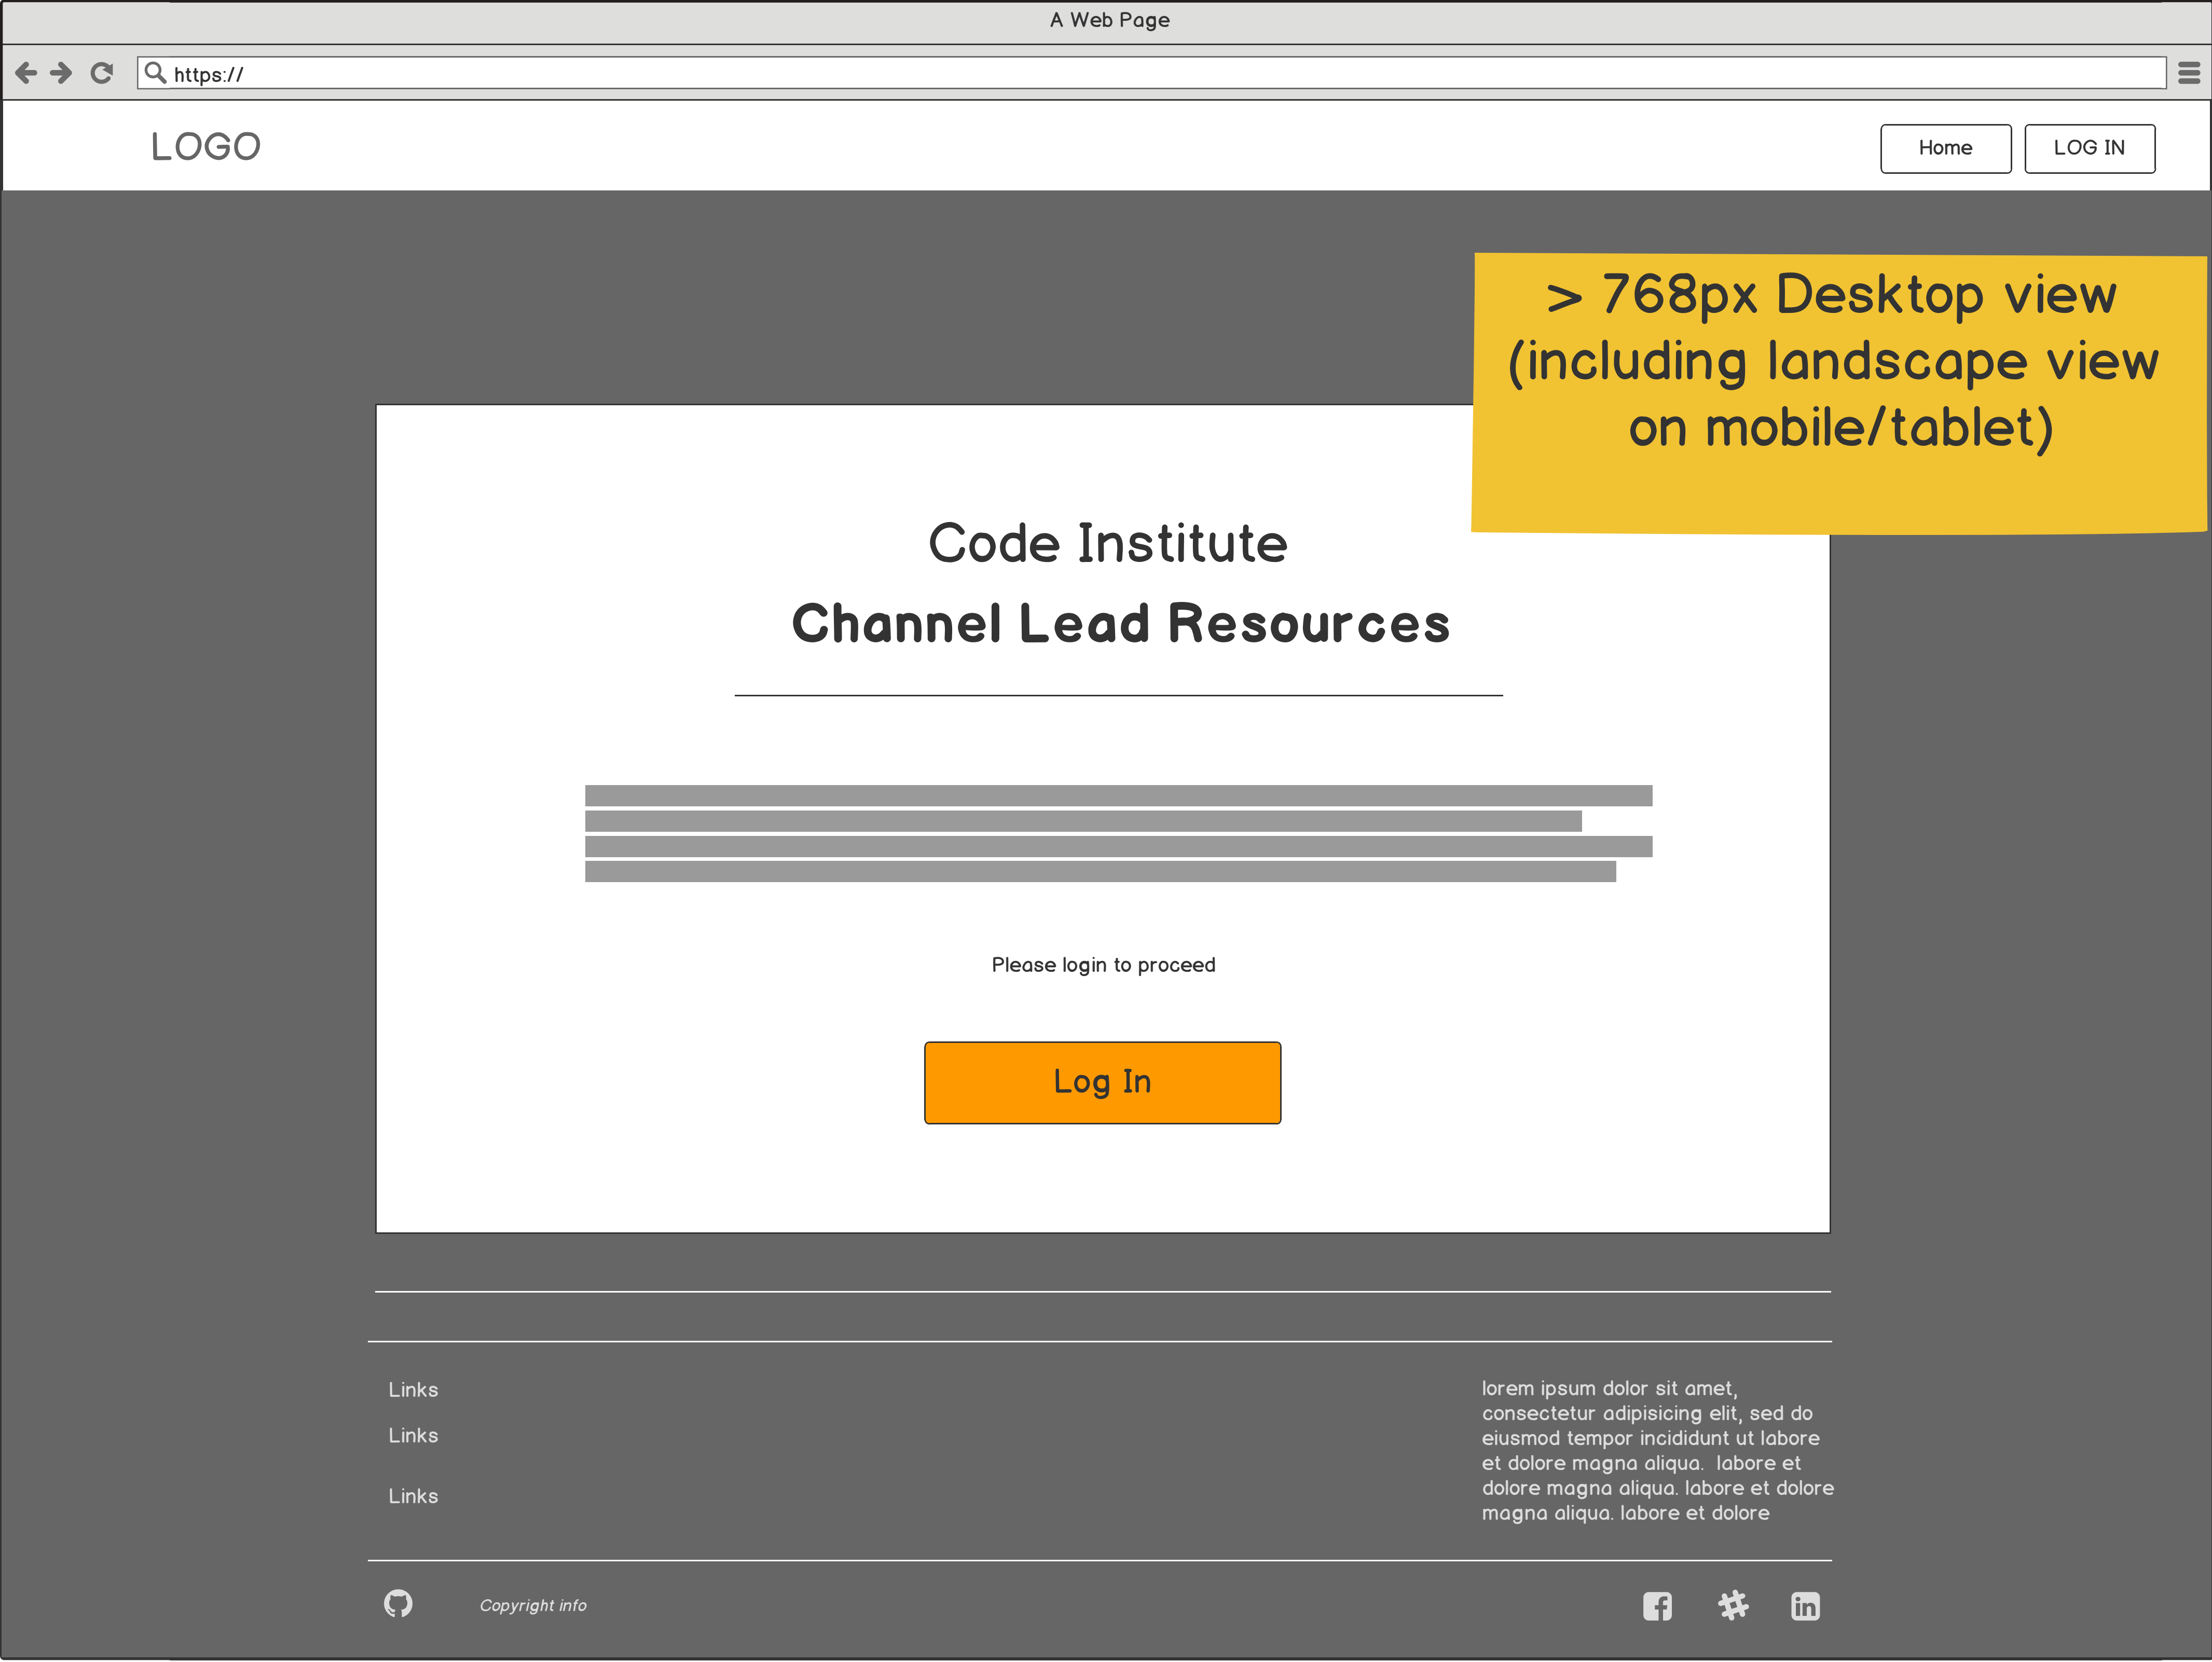 A Web Page
https://
LOGO
Home
LOG IN
> 768px Desktop view
(including landscape view
on mobile/tablet)
Code Institute
Channel Lead Resources
Please login to proceed
Log In
Links
Links
Links
lorem ipsum dolor sit amet,
consectetur adipisicing elit, sed do
eiusmod tempor incididunt ut labore
et dolore magna aliqua.  labore et
dolore magna aliqua. labore et dolore
magna aliqua. labore et dolore
Copyright info